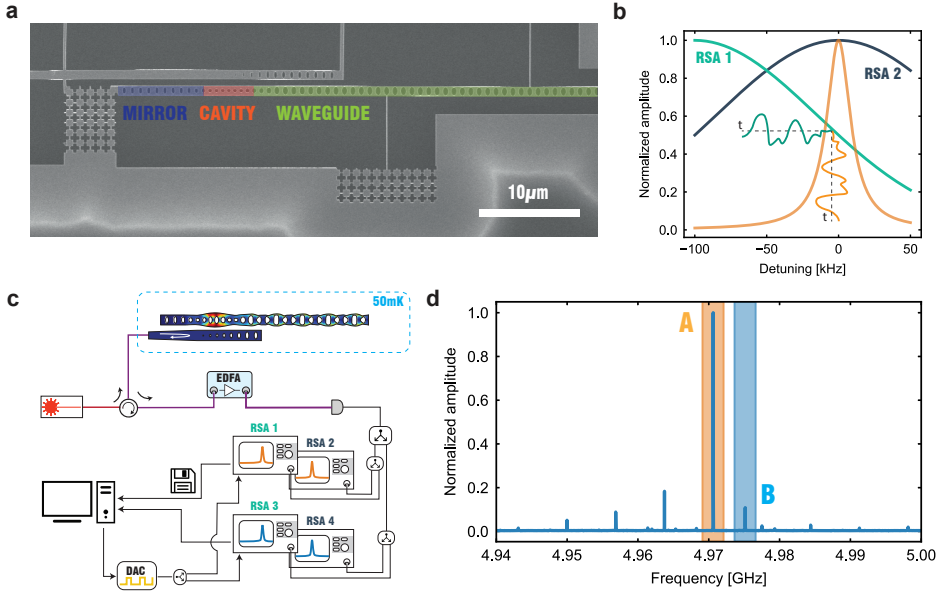 a
MIRROR CAVITY WAVEGUIDE
10µm
b
RSA 1
RSA 2
t
t
1.0
0.8
0.6
0.4
0.2
0.0
Normalized amplitude
−100 −50 0 50
Detuning [kHz]
c
50mK
EDFA
RSA 1
RSA 2
RSA 3
RSA 4
DAC
d
A
B
1.0
0.8
0.6
0.4
0.2
0.0
Normalized amplitude
4.94 4.95 4.96 4.97 4.98 4.99 5.00
Frequency [GHz]